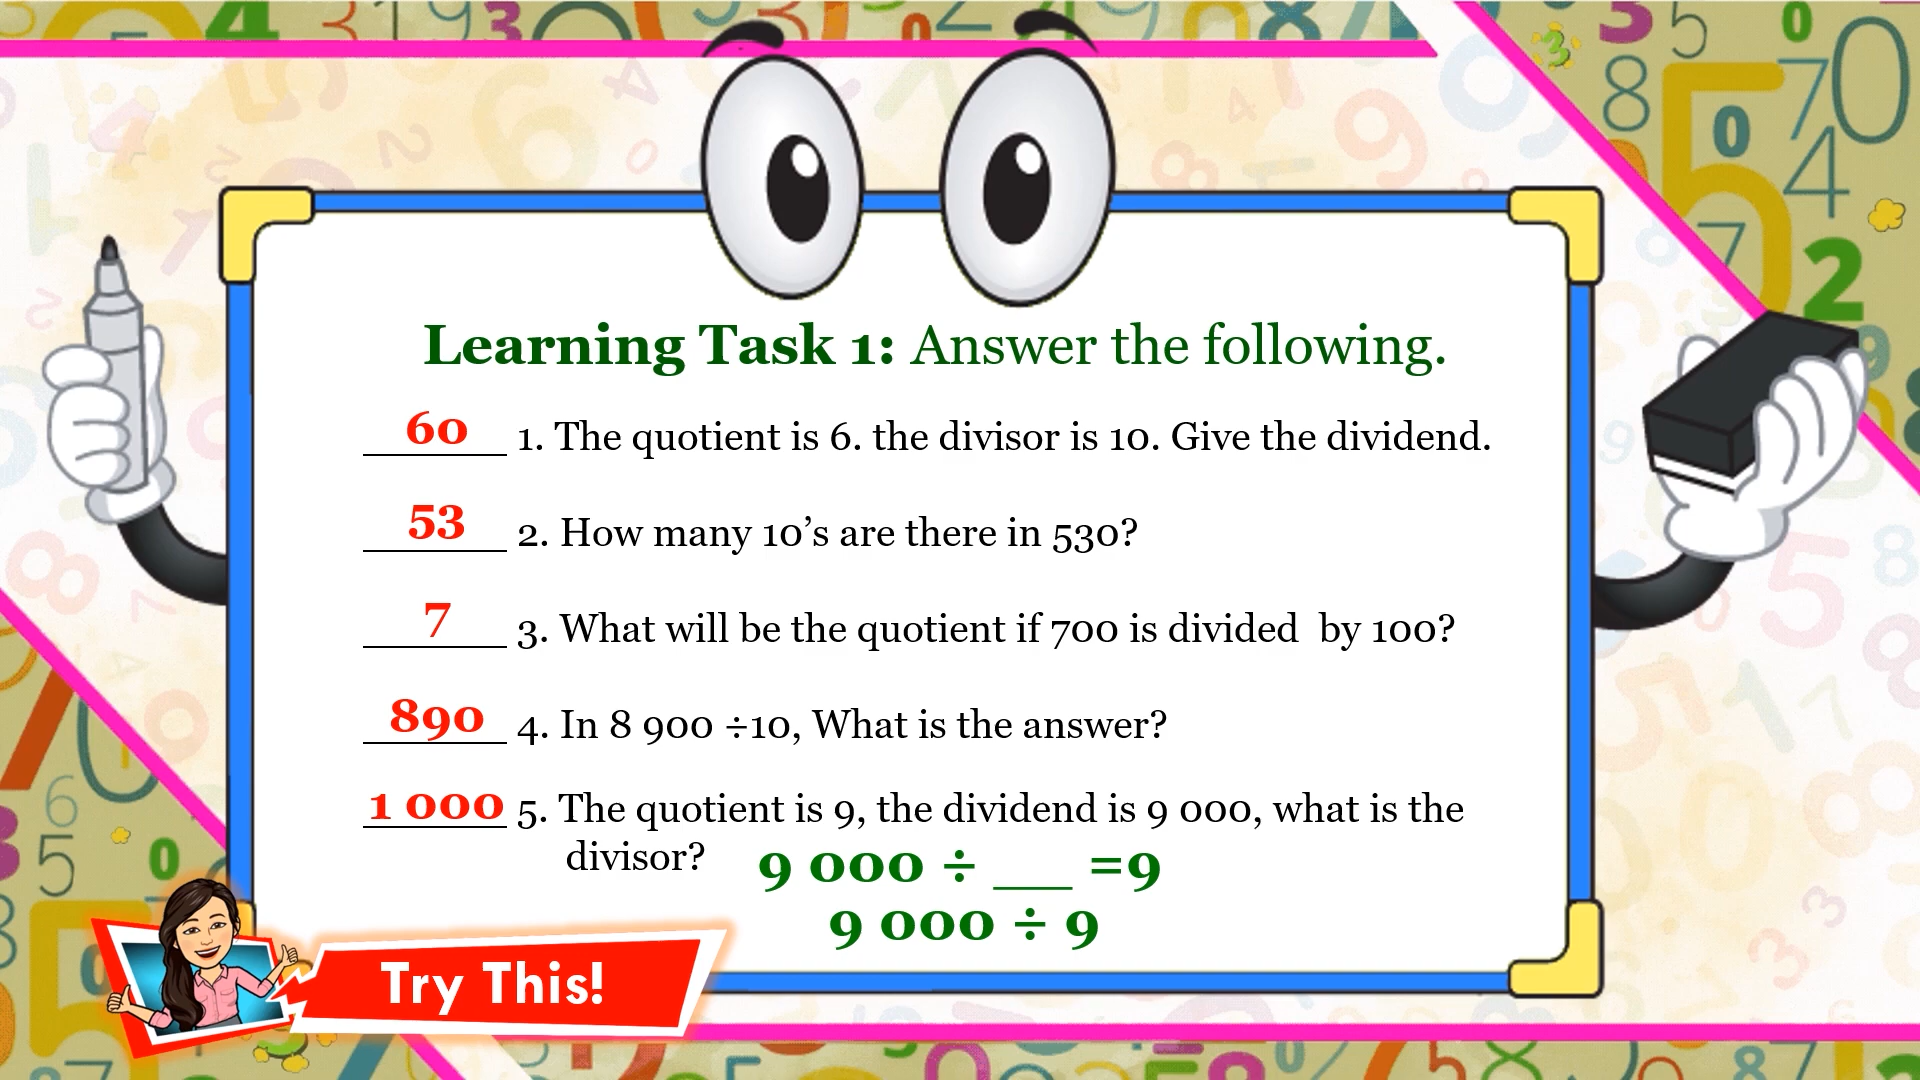 Learning Task 1: Answer the following.
60 1. The quotient is 6. the divisor is 10. Give the dividend.
53 2. How many 10’s are there in 530?
7 3. What will be the quotient if 700 is divided  by 100?
890 4. In 8 900 ÷10, What is the answer?
1 000 5. The quotient is 9, the dividend is 9 000, what is the
divisor? 9 000 ÷ ___ =9
9 000 ÷ 9
Try This!